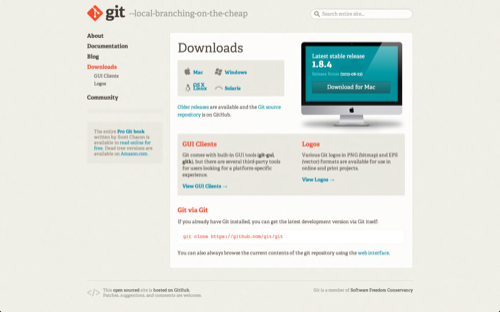 git --local-branching-on-the-cheap
Search entire site...
About
Documentation
Blog
Downloads
GUI Clients
Logos
Community
The entire Pro Git book
written by Scott Chacon is
available to read online for
free. Dead tree versions are
available on Amazon.com.
Downloads
Mac
Windows
Linux
Solaris
Older releases are available and the Git source
repository is on GitHub.
Latest stable release
1.8.4
Release Notes
Download for Mac
GUI Clients
Git comes with built-in GUI tools (git-gui,
gitk), but there are several third-party tools
for users looking for a platform-specific
experience.
View GUI Clients →
Logos
Various Git logos in PNG (bitmap) and EPS
(vector) formats are available for use in
online and print projects.
View Logos →
Git via Git
If you already have Git installed, you can get the latest development version via Git itself:
git clone https://github.com/git/git
You can also always browse the current contents of the git repository using the web interface.
</> This open sourced site is hosted on GitHub.
Patches, suggestions, and comments are welcome.
Git is a member of Software Freedom Conservancy